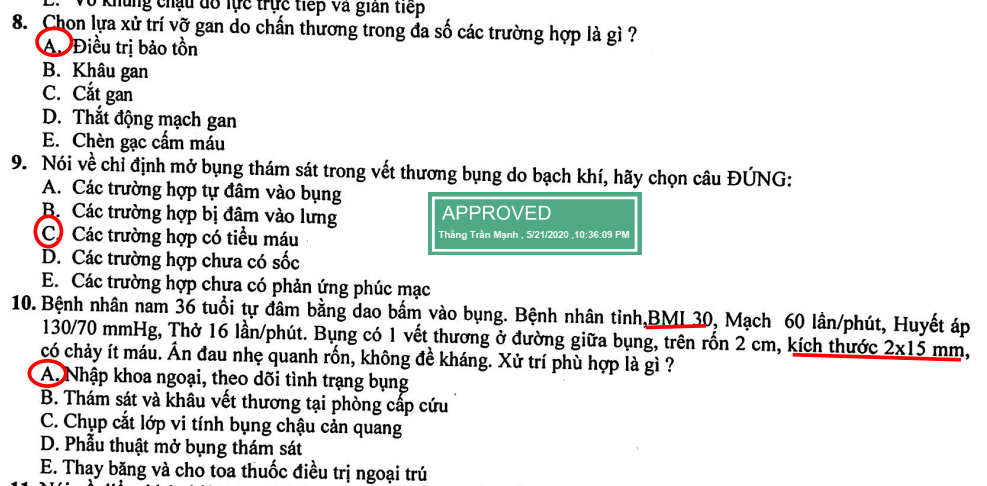 E. Vỡ khung chậu do lực trực tiếp và gián tiếp
8. Chọn lựa xử trí vỡ gan do chấn thương trong đa số các trường hợp là gì ?
A. Điều trị bảo tồn
B. Khâu gan
C. Cắt gan
D. Thắt động mạch gan
E. Chèn gạc cầm máu
9. Nói về chỉ định mở bụng thám sát trong vết thương bụng do bạch khí, hãy chọn câu ĐÚNG:
A. Các trường hợp tự đâm vào bụng
B. Các trường hợp bị đâm vào lưng
C. Các trường hợp có tiểu máu
D. Các trường hợp chưa có sốc
E. Các trường hợp chưa có phản ứng phúc mạc
APPROVED
Thắng Trần Mạnh , 5/21/2020 ,10:36:09 PM
10. Bệnh nhân nam 36 tuổi tự đâm bằng dao bấm vào bụng. Bệnh nhân tỉnh,BMI 30, Mạch 60 lần/phút, Huyết áp
130/70 mmHg, Thở 16 lần/phút. Bụng có 1 vết thương ở đường giữa bụng, trên rốn 2 cm, kích thước 2x15 mm,
có chảy ít máu. Ấn đau nhẹ quanh rốn, không đề kháng. Xử trí phù hợp là gì ?
A. Nhập khoa ngoại, theo dõi tình trạng bụng
B. Thám sát và khâu vết thương tại phòng cấp cứu
C. Chụp cắt lớp vi tính bụng chậu cản quang
D. Phẫu thuật mở bụng thám sát
E. Thay băng và cho toa thuốc điều trị ngoại trú